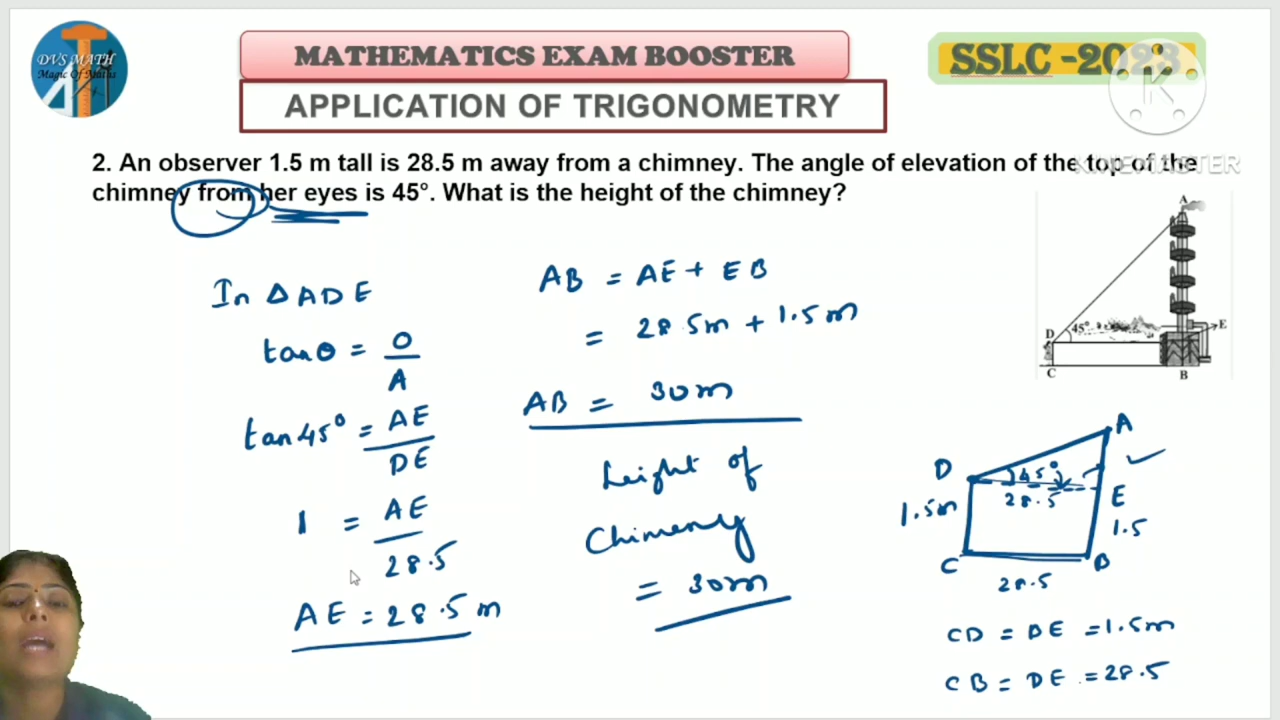 DVS MATH
Magic Of Maths
MATHEMATICS EXAM BOOSTER
SSLC -2023
APPLICATION OF TRIGONOMETRY
KINEMASTER
2. An observer 1.5 m tall is 28.5 m away from a chimney. The angle of elevation of the top of the
chimney from her eyes is 45°. What is the height of the chimney?
In Δ ADE
tanθ = O
A
tan45° = AE
DE
1 = AE
28.5
AE = 28.5 m
AB = AE + EB
= 28.5m + 1.5m
AB = 30m
height of
Chimenry
= 30m
A
D 45° E
C B
A
D 45°
28.5 E
1.5m 1.5
C B
28.5
CD = BE = 1.5m
CB = DE = 28.5